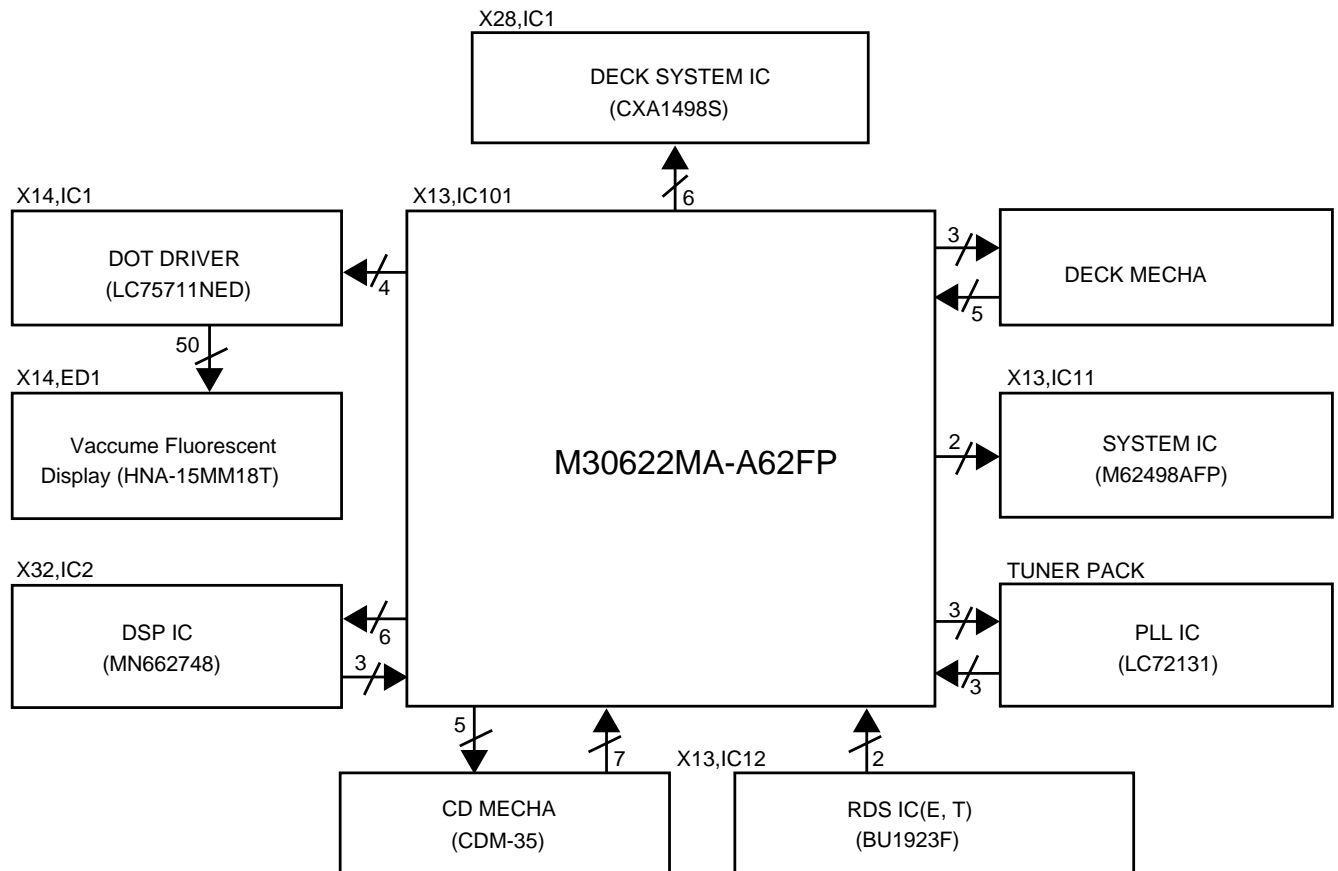 X28,IC1
DECK SYSTEM IC
(CXA1498S)
6
X14,IC1
DOT DRIVER
(LC75711NED)
4
50
X14,ED1
Vaccume Fluorescent
Display (HNA-15MM18T)
X32,IC2
DSP IC
(MN662748)
6
3
X13,IC101
M30622MA-A62FP
3
5
DECK MECHA
X13,IC11
2
SYSTEM IC
(M62498AFP)
TUNER PACK
3
3
PLL IC
(LC72131)
5
7
CD MECHA
(CDM-35)
X13,IC12
2
RDS IC(E, T)
(BU1923F)